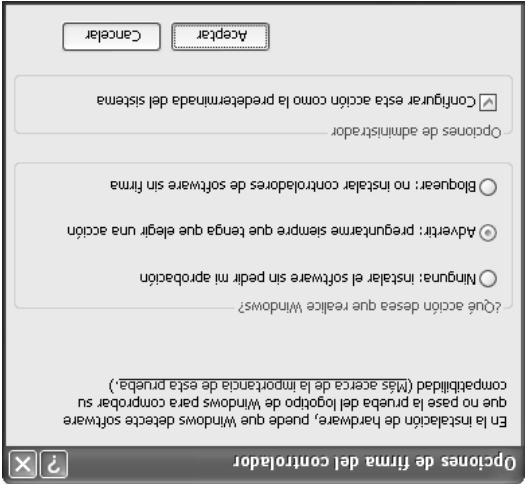 Opciones de firma del controlador
En la instalación de hardware, puede que Windows detecte software
que no pase la prueba del logotipo de Windows para comprobar su
compatibilidad (Más acerca de la importancia de esta prueba.)
¿Qué acción desea que realice Windows?
Ninguna: instalar el software sin pedir mi aprobación
Advertir: preguntarme siempre que tenga que elegir una acción
Bloquear: no instalar controladores de software sin firma
Opciones de administrador
Configurar esta acción como la predeterminada del sistema
Aceptar Cancelar